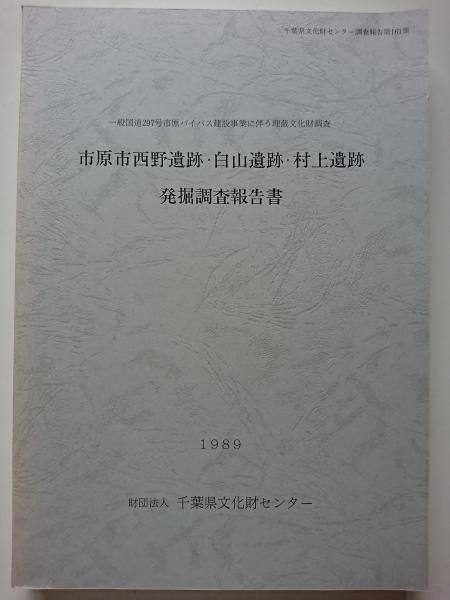 千葉県文化財センター調査報告第161集
一般国道297号市原バイパス建設事業に伴う埋蔵文化財調査
市原市西野遺跡・白山遺跡・村上遺跡
発掘調査報告書
1989
財団法人 千葉県文化財センター